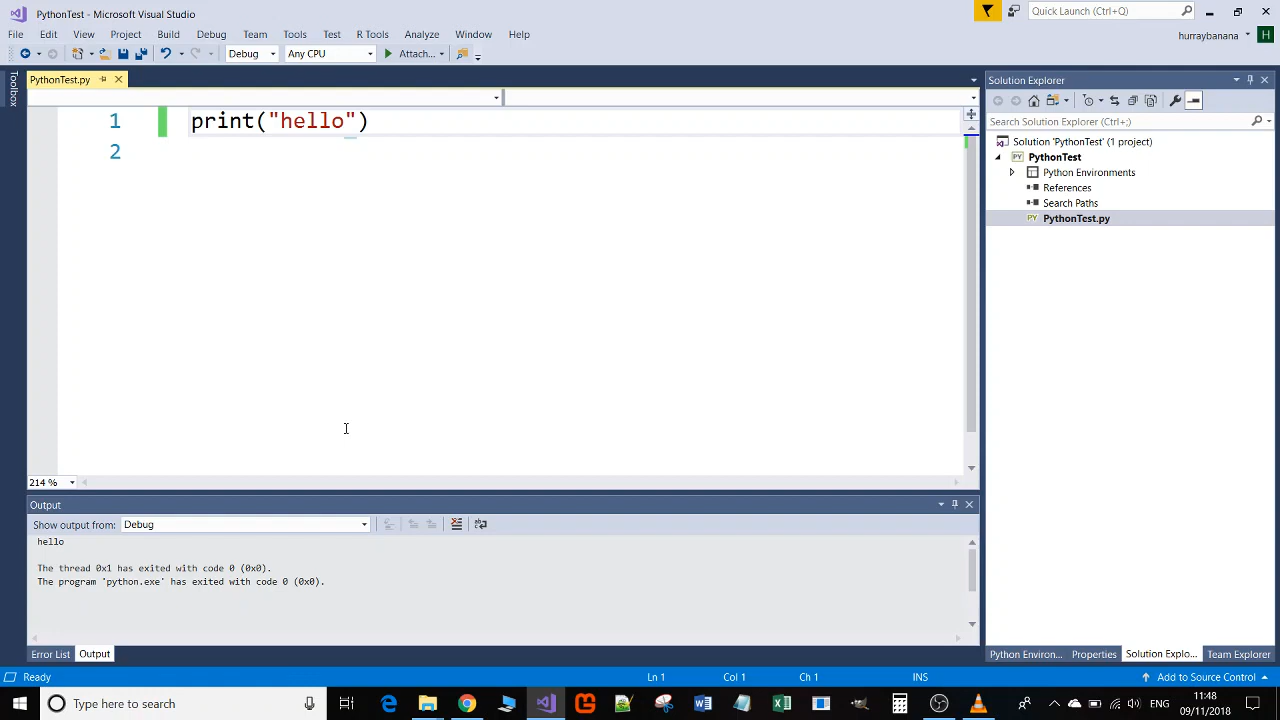 PythonTest - Microsoft Visual Studio
Quick Launch (Ctrl+Q)
File Edit View Project Build Debug Team Tools Test R Tools Analyze Window Help
hurraybanana H
Debug Any CPU Attach...
Toolbox
PythonTest.py
1 print("hello")
2
214 %
Solution Explorer
Search Solution Explorer (Ctrl+;)
Solution 'PythonTest' (1 project)
PY PythonTest
Python Environments
References
Search Paths
PY PythonTest.py
Output
Show output from: Debug
hello
The thread 0x1 has exited with code 0 (0x0).
The program 'python.exe' has exited with code 0 (0x0).
Error List Output
Python Environ... Properties Solution Explo... Team Explorer
Ready Ln 1 Col 1 Ch 1 INS Add to Source Control
Type here to search
ENG
11:48
09/11/2018